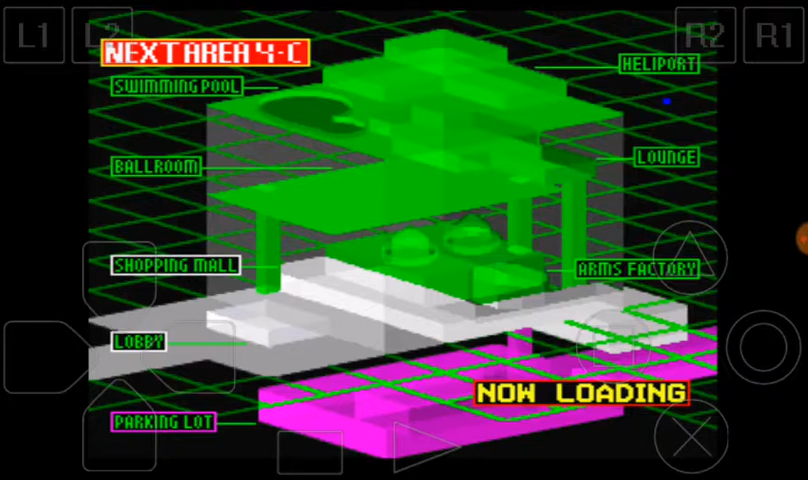 L1
L2
R2
R1
NEXT AREA 4-C
HELIPORT
SWIMMING POOL
BALLROOM
LOUNGE
SHOPPING MALL
ARMS FACTORY
LOBBY
NOW LOADING
PARKING LOT